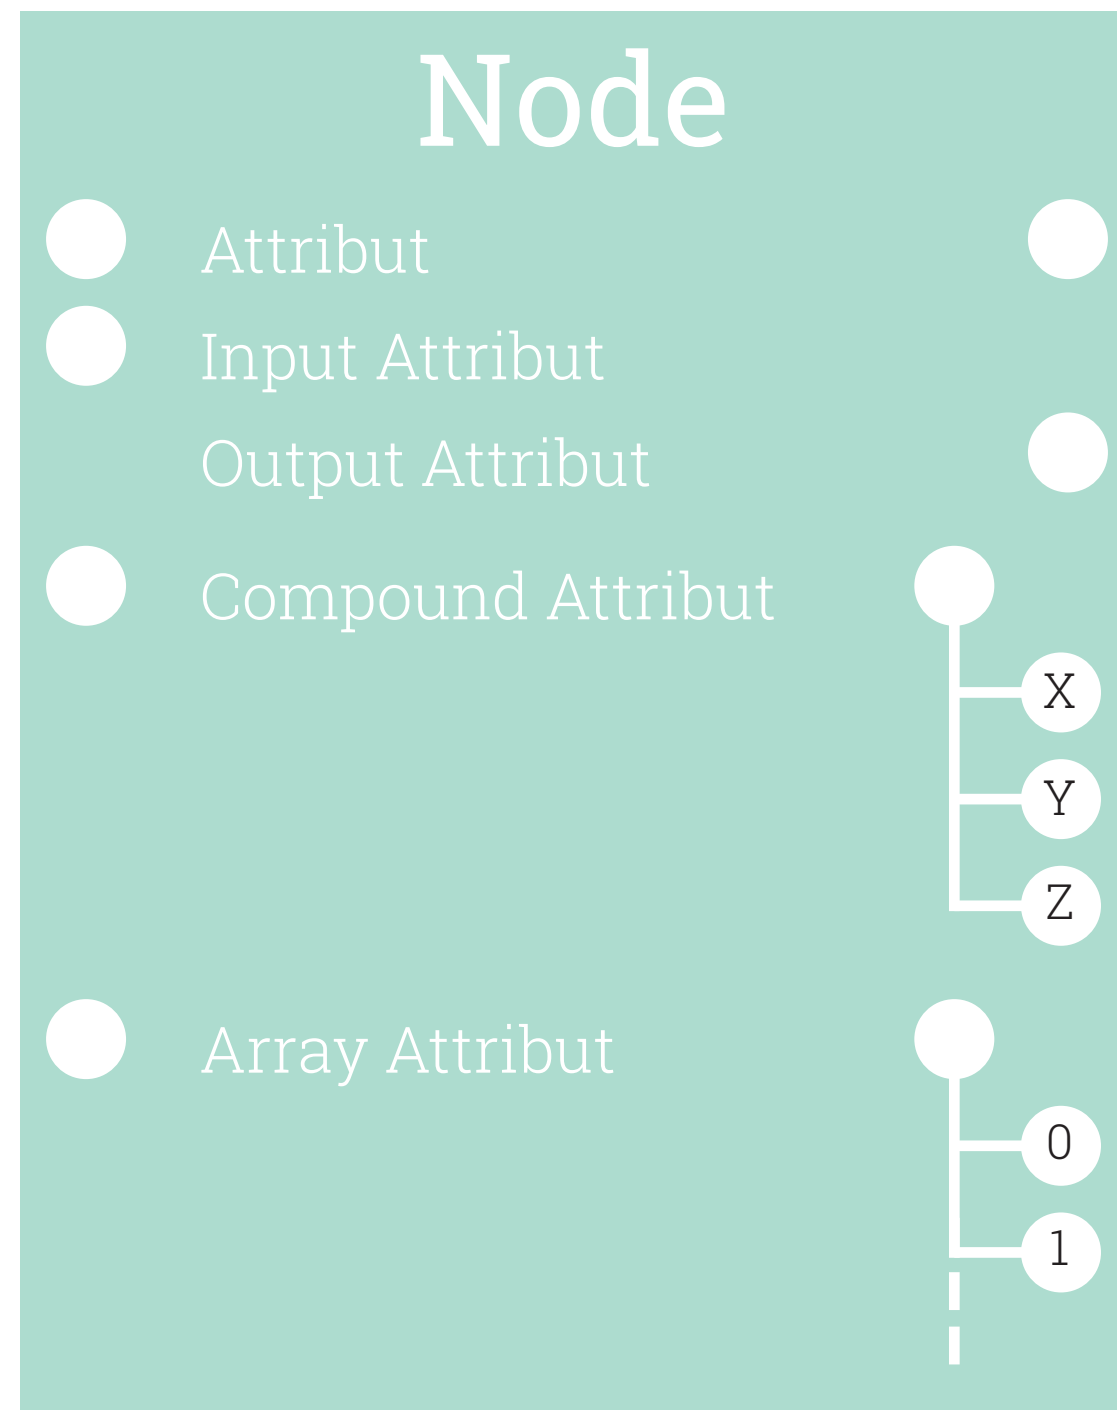 Node
Attribut
Input Attribut
Output Attribut
Compound Attribut
X
Y
Z
Array Attribut
0
1